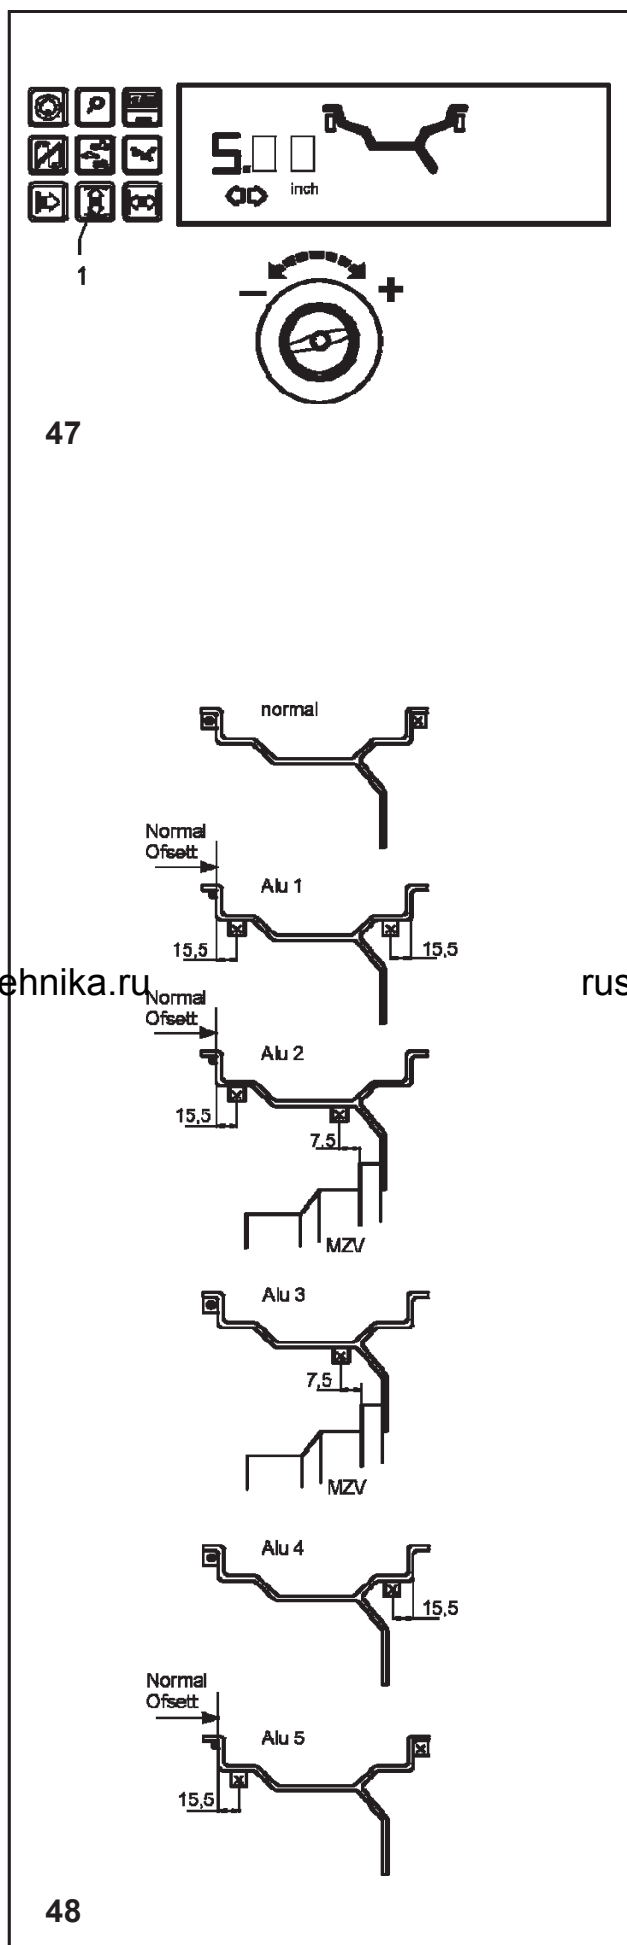 5.
inch
1
− +
47
normal
Normal
Ofsett
Alu 1
15,5
15,5
ehnika.ru
rus
Normal
Ofsett
Alu 2
15,5
7,5
MZV
Alu 3
7,5
MZV
Alu 4
15,5
Normal
Ofsett
Alu 5
15,5
48